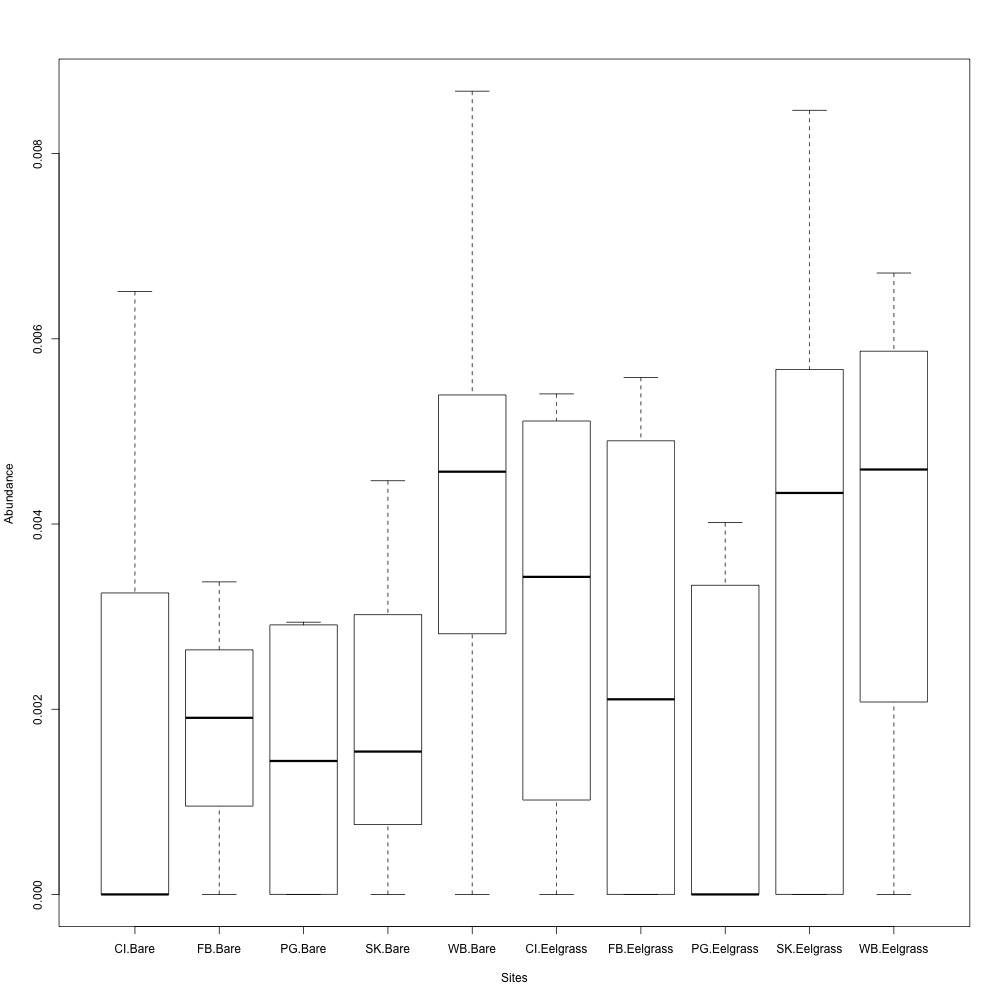 Abundance
0.008
0.006
0.004
0.002
0.000
CI.Bare FB.Bare PG.Bare SK.Bare WB.Bare CI.Eelgrass FB.Eelgrass PG.Eelgrass SK.Eelgrass WB.Eelgrass
Sites